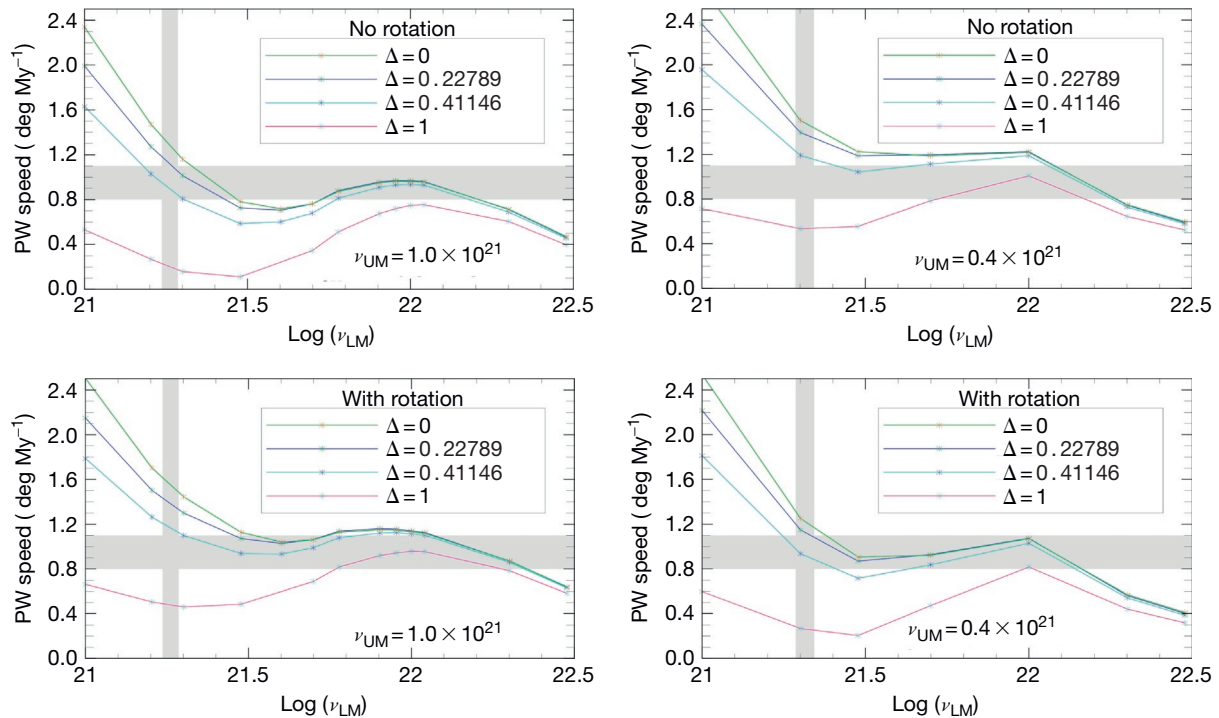 2.4
2.0
1.6
1.2
0.8
0.4
0.0
PW speed ( deg My⁻¹)
No rotation
Δ = 0
Δ = 0.22789
Δ = 0.41146
Δ = 1
ν_UM = 1.0 × 10²¹
21
21.5
22
22.5
Log (ν_LM)
2.4
2.0
1.6
1.2
0.8
0.4
0.0
PW speed ( deg My⁻¹)
No rotation
Δ = 0
Δ = 0.22789
Δ = 0.41146
Δ = 1
ν_UM = 0.4 × 10²¹
21
21.5
22
22.5
Log (ν_LM)
2.4
2.0
1.6
1.2
0.8
0.4
0.0
PW speed ( deg My⁻¹)
With rotation
Δ = 0
Δ = 0.22789
Δ = 0.41146
Δ = 1
ν_UM = 1.0 × 10²¹
21
21.5
22
22.5
Log (ν_LM)
2.4
2.0
1.6
1.2
0.8
0.4
0.0
PW speed ( deg My⁻¹)
With rotation
Δ = 0
Δ = 0.22789
Δ = 0.41146
Δ = 1
ν_UM = 0.4 × 10²¹
21
21.5
22
22.5
Log (ν_LM)